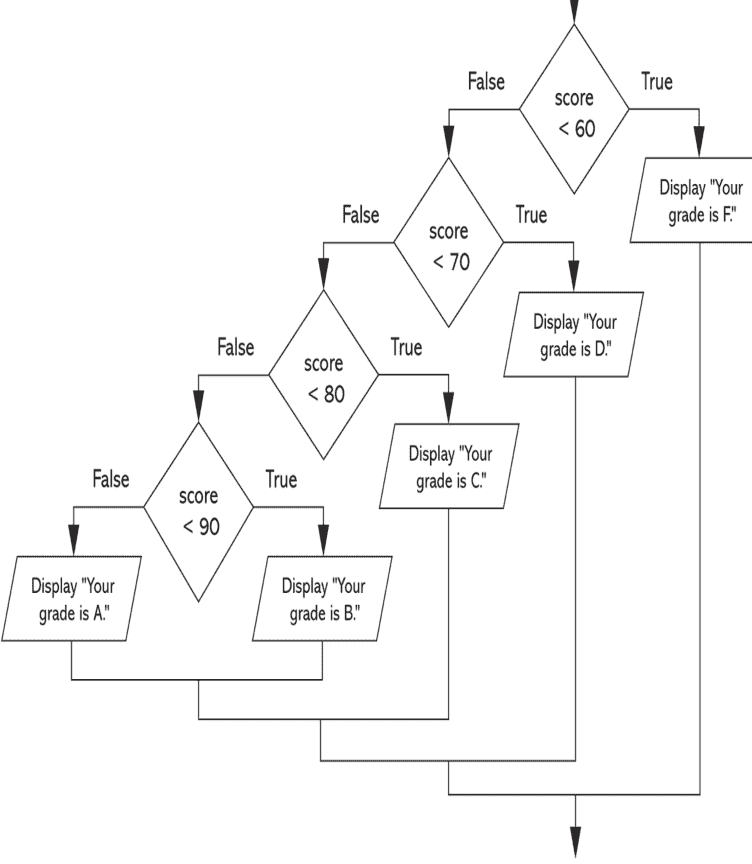 False
True
score
< 60
False
True
score
< 70
Display "Your
grade is F."
False
True
score
< 80
Display "Your
grade is D."
False
True
score
< 90
Display "Your
grade is C."
Display "Your
grade is A."
Display "Your
grade is B."